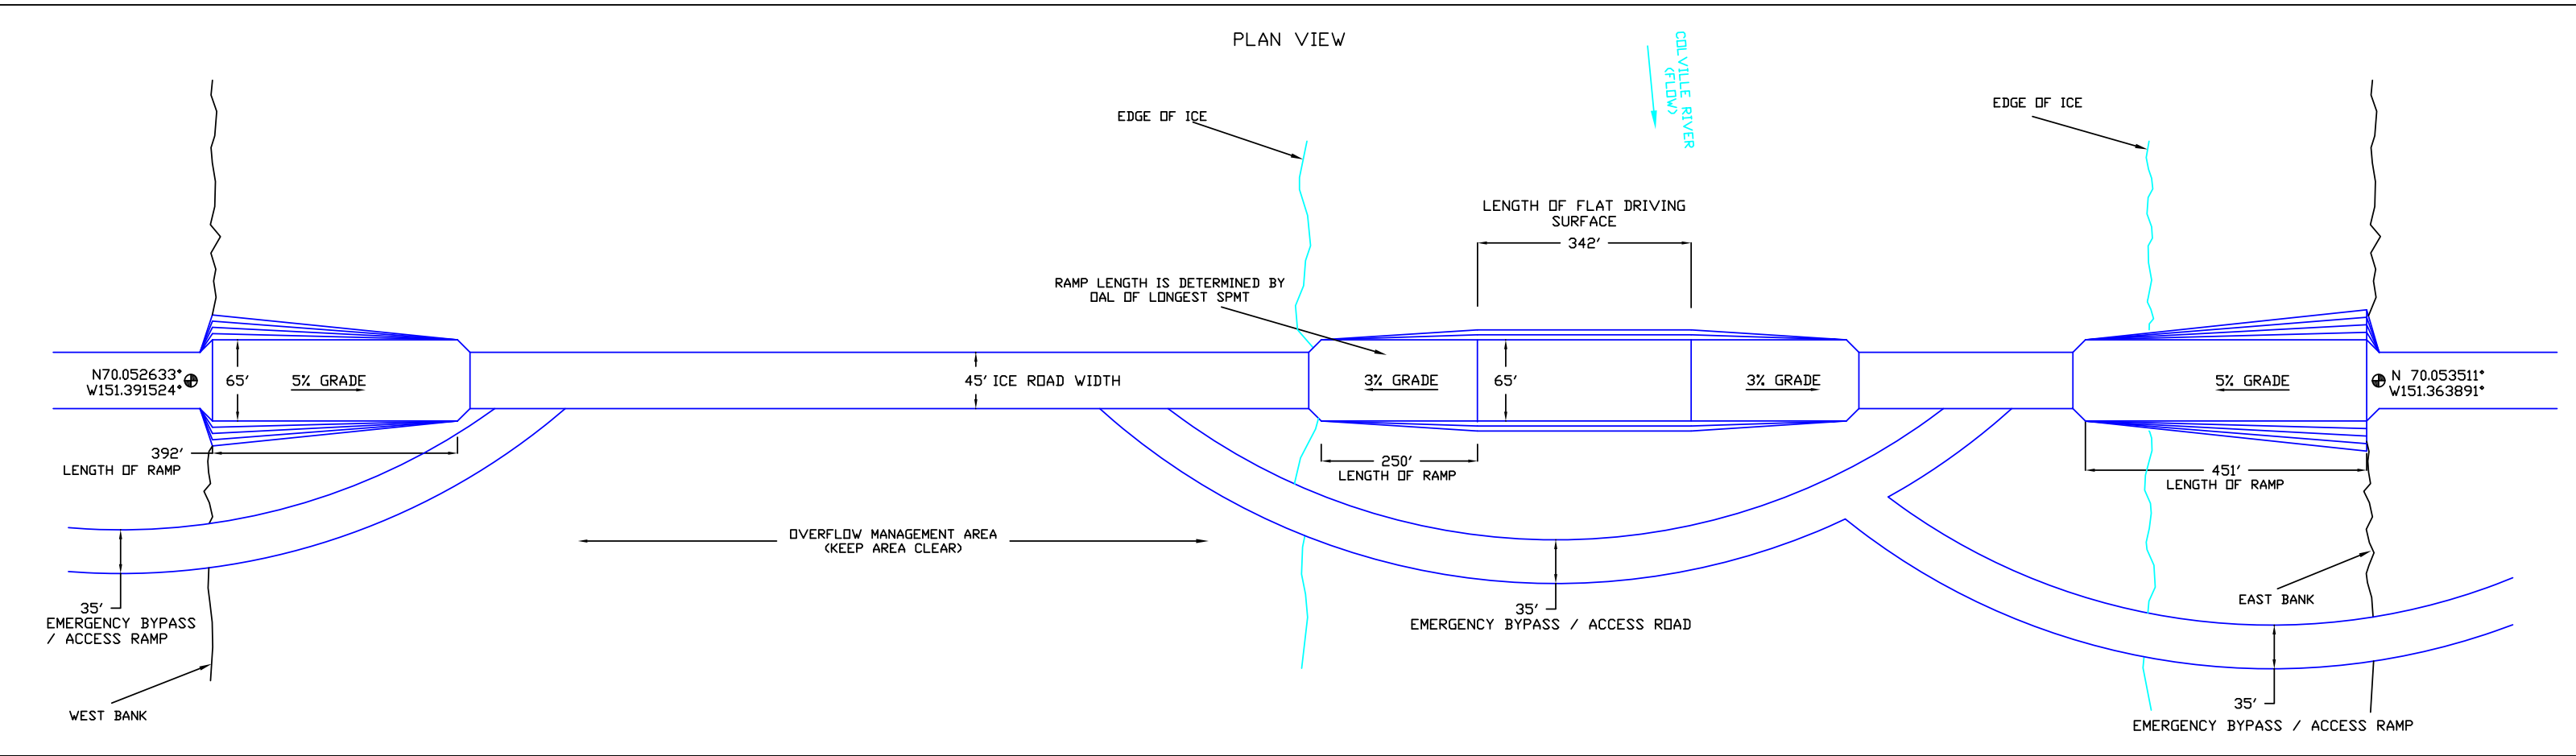 PLAN VIEW
COLVILLE RIVER
(FLOW)
EDGE OF ICE
EDGE OF ICE
LENGTH OF FLAT DRIVING
SURFACE
342'
RAMP LENGTH IS DETERMINED BY
OAL OF LONGEST SPMT
N70.052633°
W151.391524°
65'
5% GRADE
45' ICE ROAD WIDTH
3% GRADE
65'
3% GRADE
5% GRADE
N 70.053511°
W151.363891°
392'
LENGTH OF RAMP
250'
LENGTH OF RAMP
451'
LENGTH OF RAMP
OVERFLOW MANAGEMENT AREA
(KEEP AREA CLEAR)
35'
EMERGENCY BYPASS
/ ACCESS RAMP
35'
EMERGENCY BYPASS / ACCESS ROAD
EAST BANK
WEST BANK
35'
EMERGENCY BYPASS / ACCESS RAMP